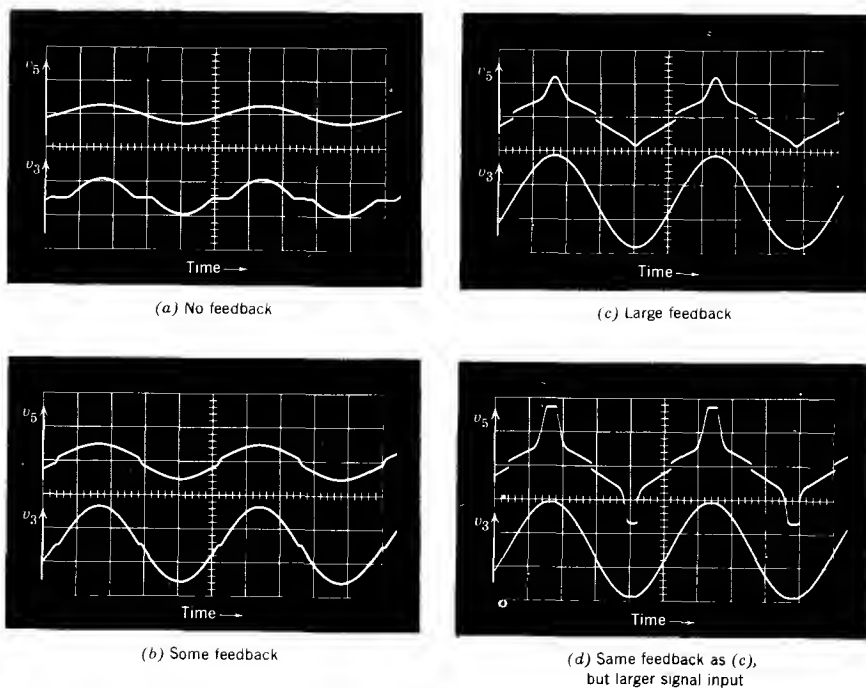 v5
v3
Time →
(a) No feedback
v5
v3
Time →
(c) Large feedback
v5
v3
Time →
(b) Some feedback
v5
v3
Time →
(d) Same feedback as (c),
but larger signal input